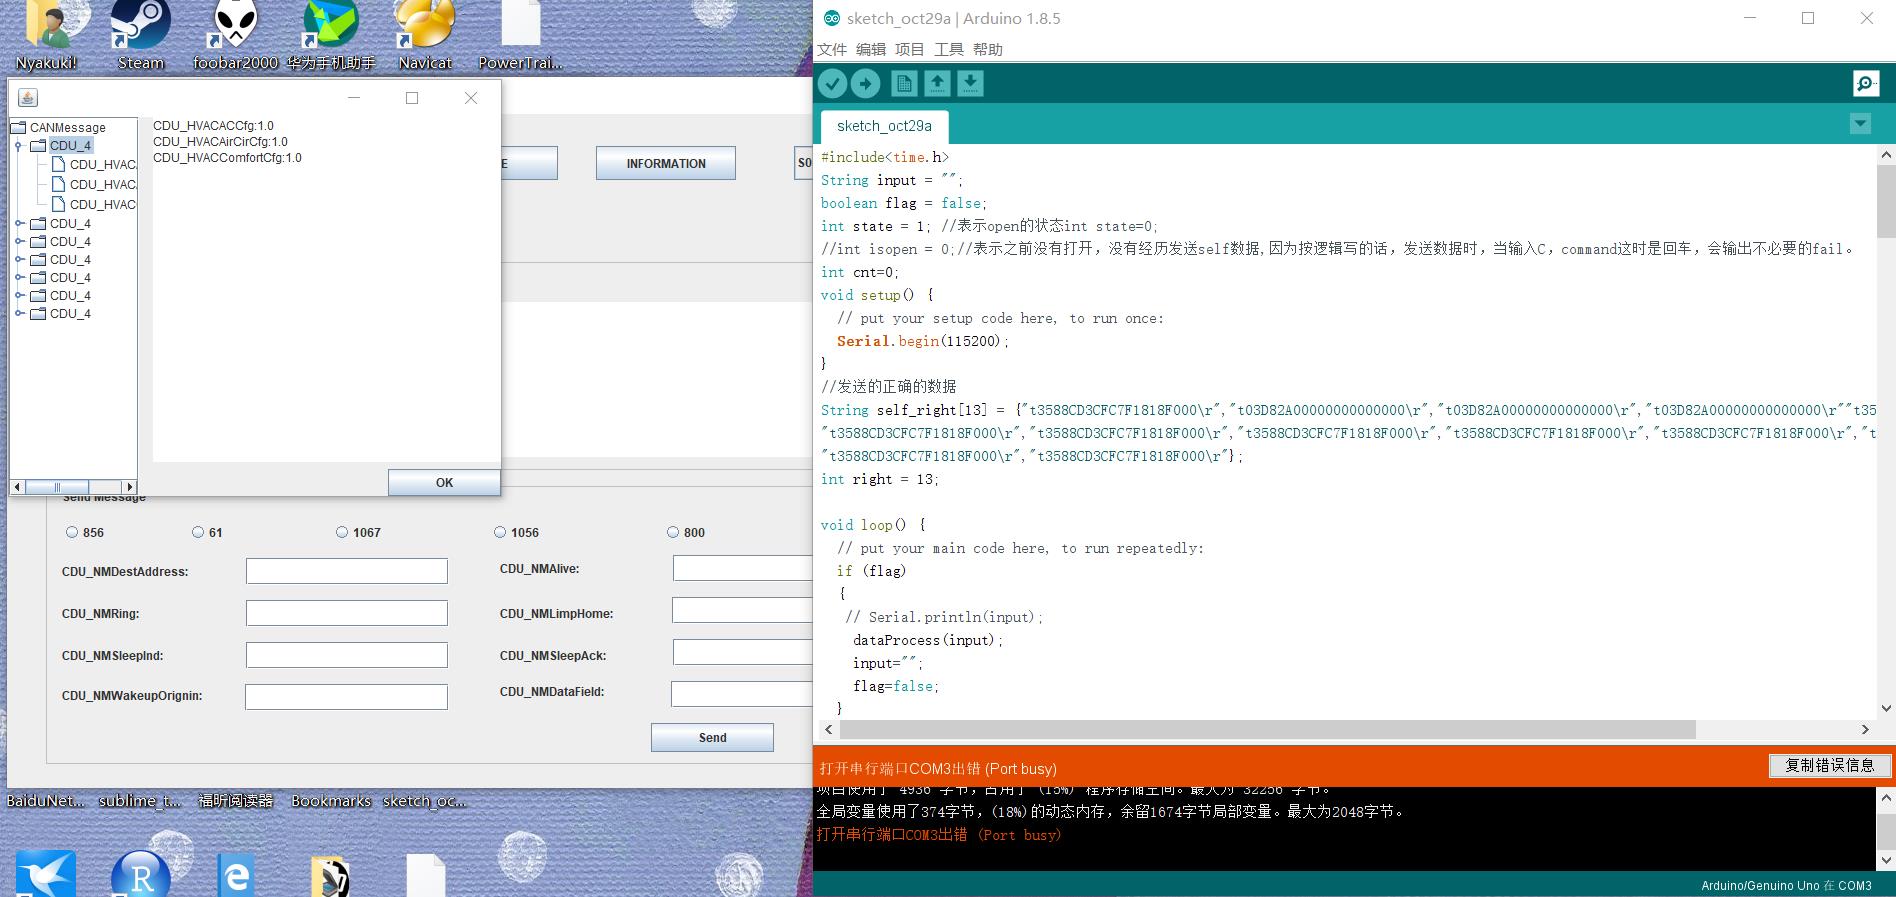 Nyakuki!
Steam
foobar2000
华为手机助手
Navicat
PowerTrai...
CANMessage
CDU_4
CDU_HVAC
CDU_HVAC
CDU_HVAC
CDU_4
CDU_4
CDU_4
CDU_4
CDU_4
CDU_4
CDU_HVACACCfg:1.0
CDU_HVACAirCirCfg:1.0
CDU_HVACComfortCfg:1.0
OK
E
INFORMATION
S0
Send Message
856
61
1067
1056
800
CDU_NMDestAddress:
CDU_NMAlive:
CDU_NMRing:
CDU_NMLimpHome:
CDU_NMSleepInd:
CDU_NMSleepAck:
CDU_NMWakeupOrignin:
CDU_NMDataField:
Send
BaiduNet...
sublime_t...
福昕阅读器
Bookmarks
sketch_oc...
sketch_oct29a | Arduino 1.8.5
文件 编辑 项目 工具 帮助
sketch_oct29a
#include<time.h>
String input = "";
boolean flag = false;
int state = 1; //表示open的状态int state=0;
//int isopen = 0;//表示之前没有打开，没有经历发送self数据,因为按逻辑写的话，发送数据时，当输入C，command这时是回车，会输出不必要的fail。
int cnt=0;
void setup() {
// put your setup code here, to run once:
Serial.begin(115200);
}
//发送的正确的数据
String self_right[13] = {"t3588CD3CFC7F1818F000\r","t03D82A00000000000000\r","t03D82A00000000000000\r","t03D82A00000000000000\r""t35
"t3588CD3CFC7F1818F000\r","t3588CD3CFC7F1818F000\r","t3588CD3CFC7F1818F000\r","t3588CD3CFC7F1818F000\r","t3588CD3CFC7F1818F000\r","t
"t3588CD3CFC7F1818F000\r","t3588CD3CFC7F1818F000\r"};
int right = 13;
void loop() {
// put your main code here, to run repeatedly:
if (flag)
{
// Serial.println(input);
dataProcess(input);
input="";
flag=false;
}
打开串行端口COM3出错 (Port busy)
复制错误信息
项目使用了 4936 字节，占用了 (15%) 程序存储空间。最大为 32256 字节。
全局变量使用了374字节，(18%)的动态内存，余留1674字节局部变量。最大为2048字节。
打开串行端口COM3出错 (Port busy)
Arduino/Genuino Uno 在 COM3